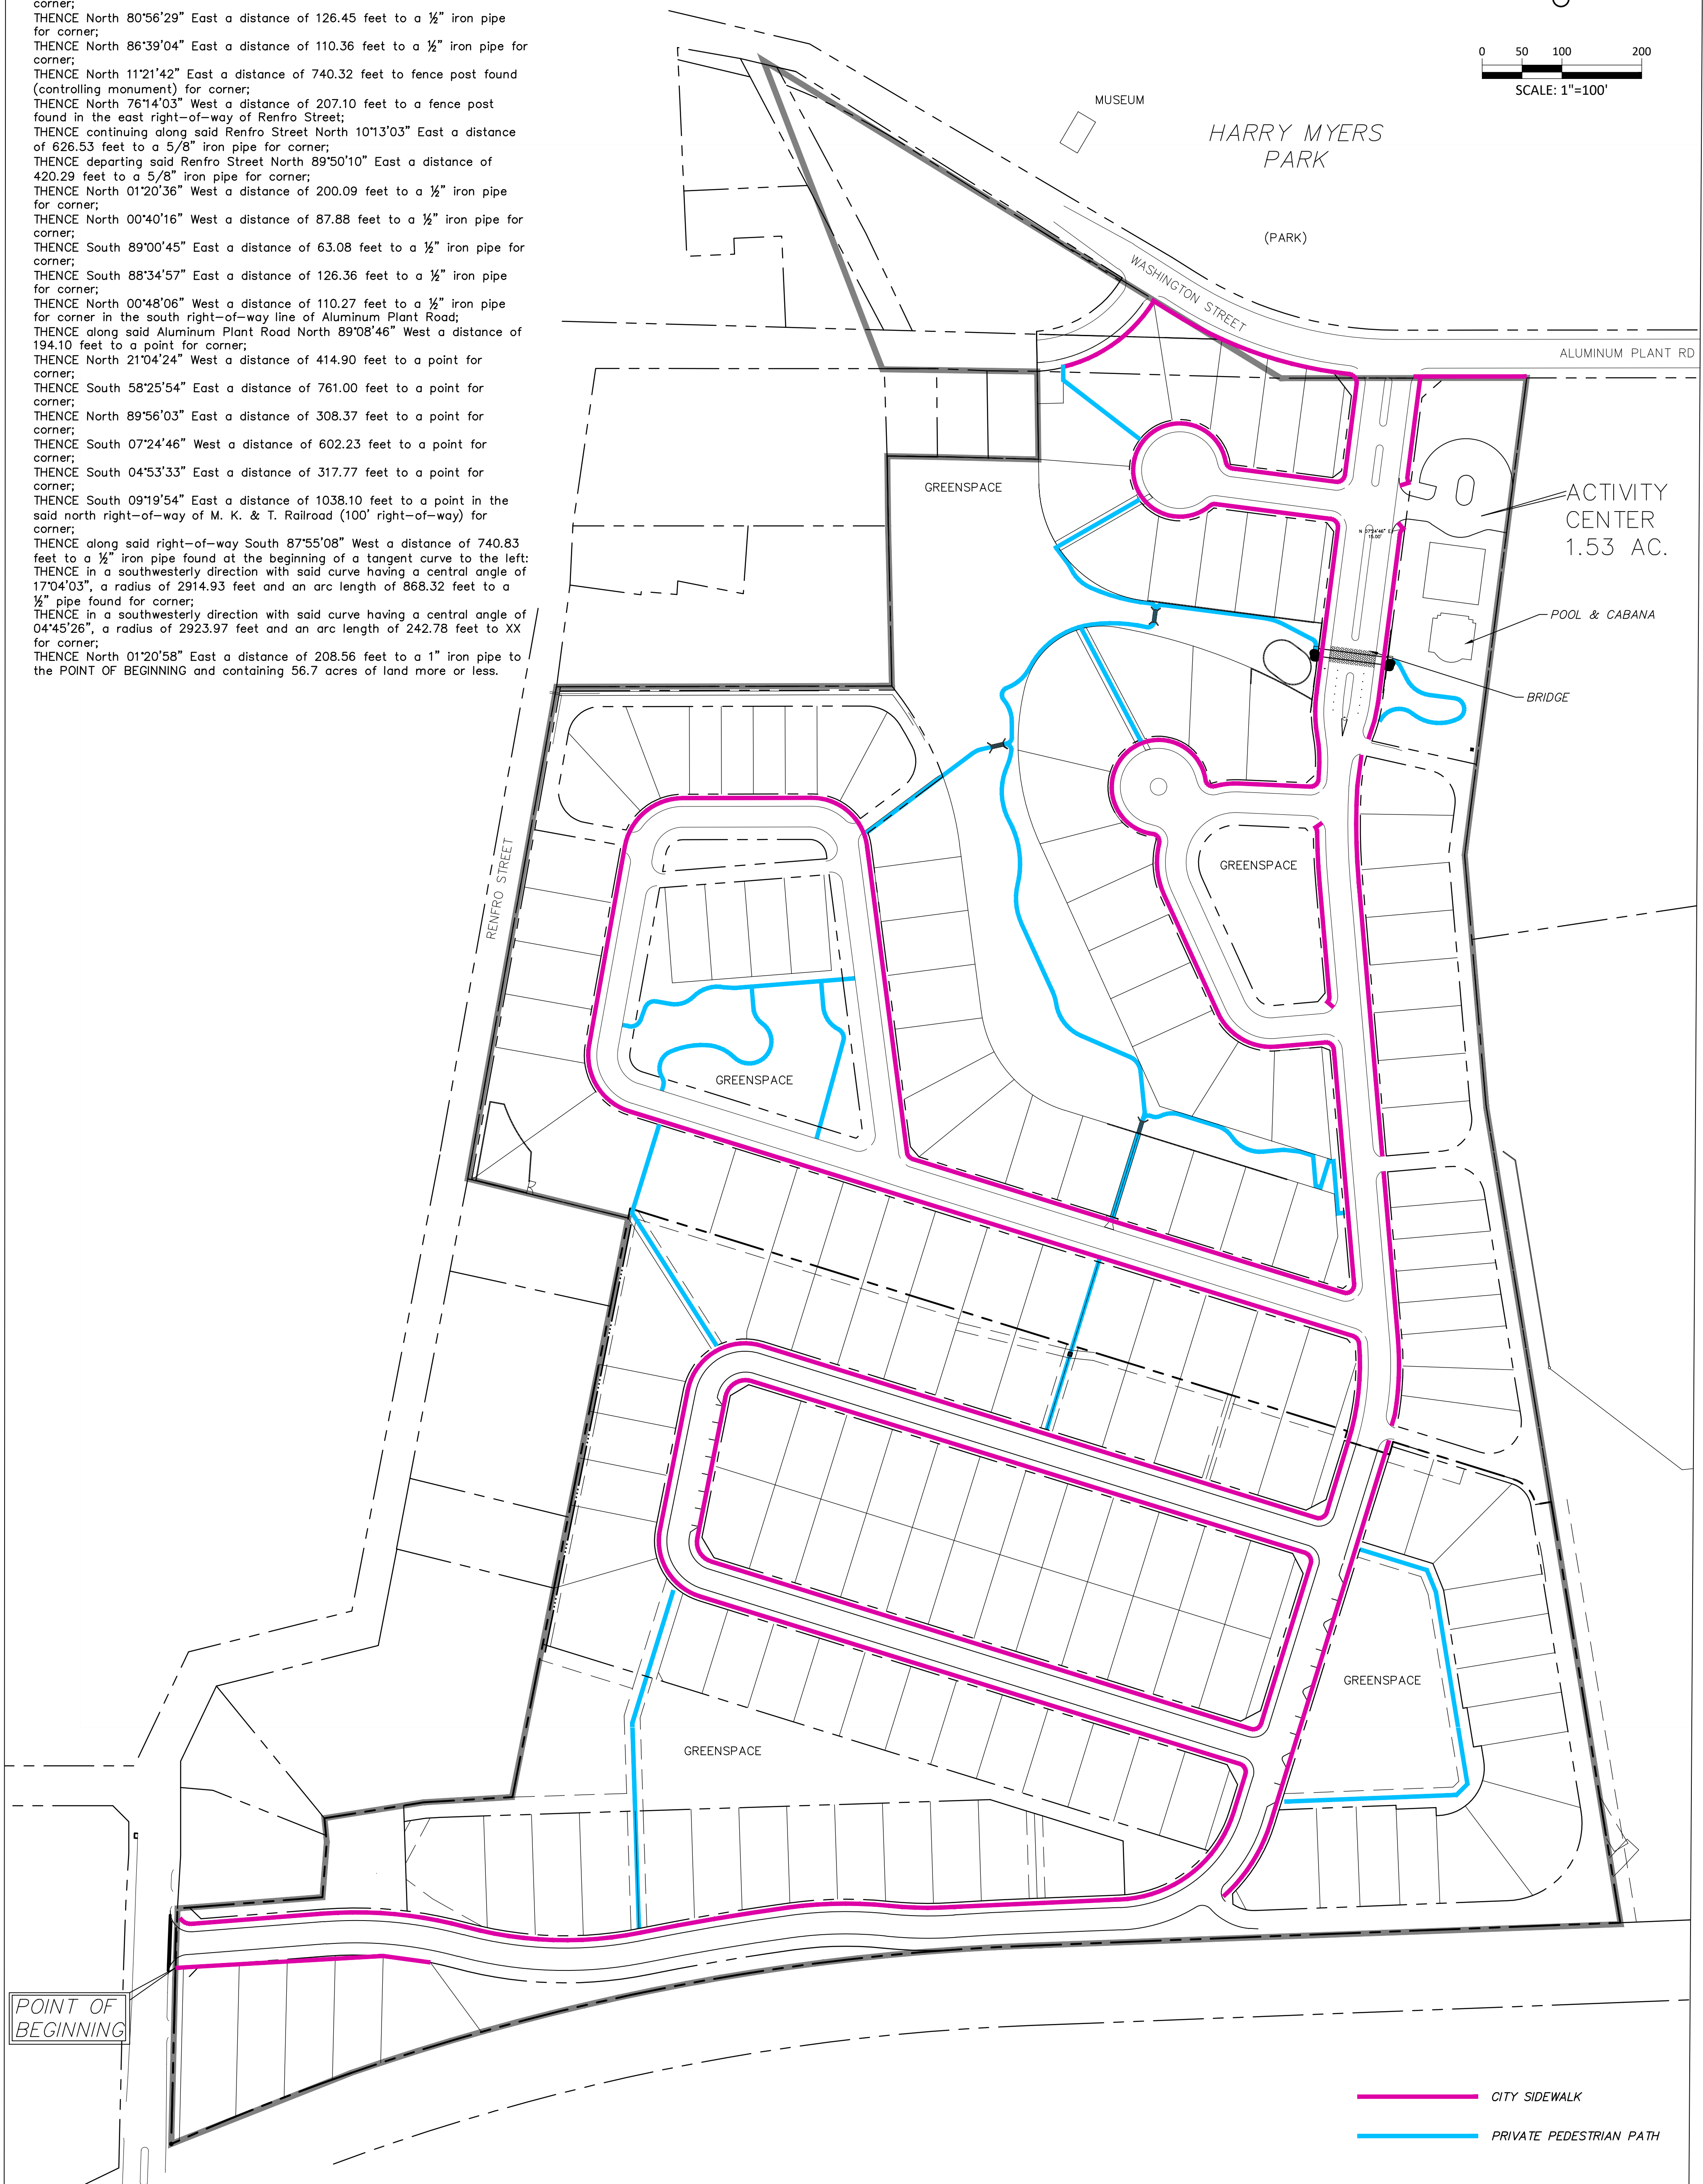 corner;
THENCE North 80°56'29" East a distance of 126.45 feet to a ½" iron pipe
for corner;
THENCE North 86°39'04" East a distance of 110.36 feet to a ½" iron pipe for
corner;
THENCE North 11°21'42" East a distance of 740.32 feet to fence post found
(controlling monument) for corner;
THENCE North 76°14'03" West a distance of 207.10 feet to a fence post
found in the east right-of-way of Renfro Street;
THENCE continuing along said Renfro Street North 10°13'03" East a distance
of 626.53 feet to a 5/8" iron pipe for corner;
THENCE departing said Renfro Street North 89°50'10" East a distance of
420.29 feet to a 5/8" iron pipe for corner;
THENCE North 01°20'36" West a distance of 200.09 feet to a ½" iron pipe
for corner;
THENCE North 00°40'16" West a distance of 87.88 feet to a ½" iron pipe for
corner;
THENCE South 89°00'45" East a distance of 63.08 feet to a ½" iron pipe for
corner;
THENCE South 88°34'57" East a distance of 126.36 feet to a ½" iron pipe
for corner;
THENCE North 00°48'06" West a distance of 110.27 feet to a ½" iron pipe
for corner in the south right-of-way line of Aluminum Plant Road;
THENCE along said Aluminum Plant Road North 89°08'46" West a distance of
194.10 feet to a point for corner;
THENCE North 21°04'24" West a distance of 414.90 feet to a point for
corner;
THENCE South 58°25'54" East a distance of 761.00 feet to a point for
corner;
THENCE North 89°56'03" East a distance of 308.37 feet to a point for
corner;
THENCE South 07°24'46" West a distance of 602.23 feet to a point for
corner;
THENCE South 04°53'33" East a distance of 317.77 feet to a point for
corner;
THENCE South 09°19'54" East a distance of 1038.10 feet to a point in the
said north right-of-way of M. K. & T. Railroad (100' right-of-way) for
corner;
THENCE along said right-of-way South 87°55'08" West a distance of 740.83
feet to a ½" iron pipe found at the beginning of a tangent curve to the left:
THENCE in a southwesterly direction with said curve having a central angle of
17°04'03", a radius of 2914.93 feet and an arc length of 868.32 feet to a
½" pipe found for corner;
THENCE in a southwesterly direction with said curve having a central angle of
04°45'26", a radius of 2923.97 feet and an arc length of 242.78 feet to XX
for corner;
THENCE North 01°20'58" East a distance of 208.56 feet to a 1" iron pipe to
the POINT OF BEGINNING and containing 56.7 acres of land more or less.
0 50 100 200
SCALE: 1"=100'
MUSEUM
HARRY MYERS
PARK
(PARK)
WASHINGTON STREET
ALUMINUM PLANT RD
GREENSPACE
ACTIVITY
CENTER
1.53 AC.
N 07°24'46" E
15.00'
POOL & CABANA
BRIDGE
RENFRO STREET
GREENSPACE
GREENSPACE
GREENSPACE
GREENSPACE
POINT OF
BEGINNING
CITY SIDEWALK
PRIVATE PEDESTRIAN PATH